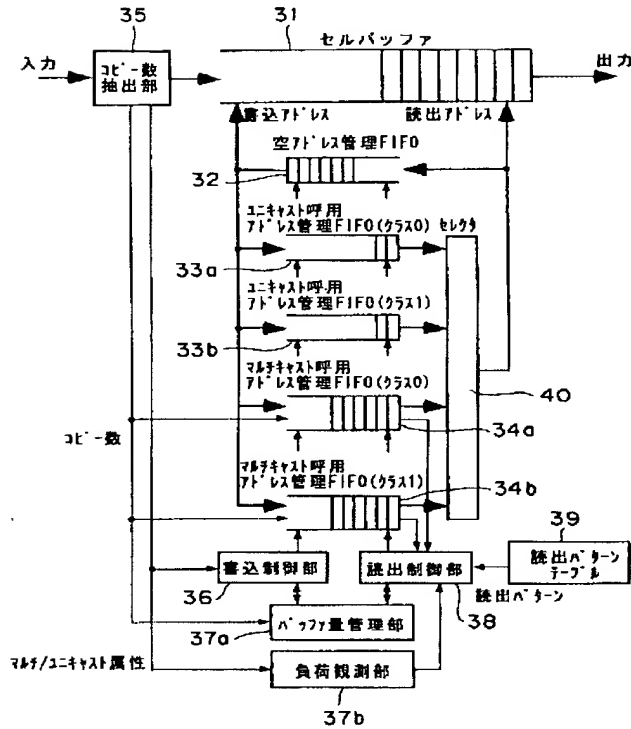 35
31
セルバッファ
入力
コピー数
抽出部
出力
書込アドレス
読出アドレス
空アドレス管理FIFO
32
ユニキャスト呼用
アドレス管理FIFO(クラス0) セレクタ
33a
ユニキャスト呼用
アドレス管理FIFO(クラス1)
33b
マルチキャスト呼用
アドレス管理FIFO(クラス0)
40
34a
コピー数
マルチキャスト呼用
アドレス管理FIFO(クラス1)
34b
39
書込制御部
読出制御部
読出パターン
テーブル
36
38
読出パターン
37a
バッファ量管理部
マルチ/ユニキャスト属性
負荷観測部
37b